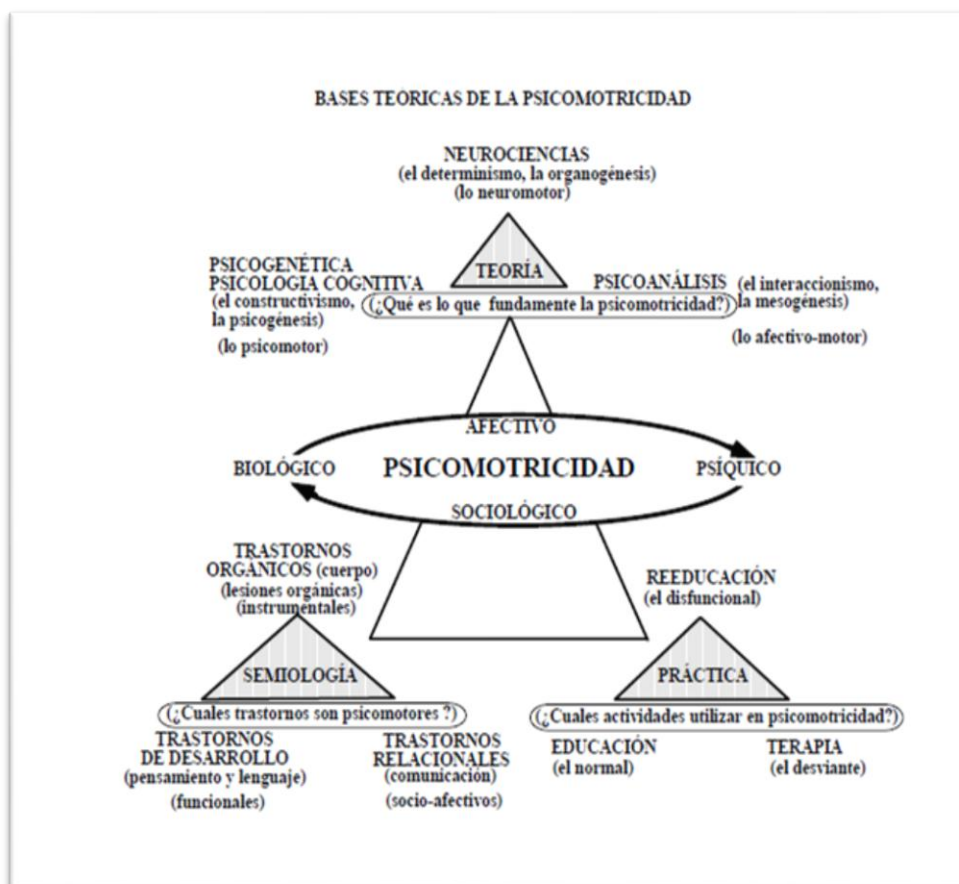 BASES TEÓRICAS DE LA PSICOMOTRICIDAD
NEUROCIENCIAS
(el determinismo, la organogénesis)
(lo neuromotor)
TEORÍA
PSICOGENÉTICA
PSICOLOGIA COGNITIVA
(el constructivismo,
la psicogénesis)
(lo psicomotor)
(¿Qué es lo que fundamente la psicomotricidad?)
PSICOANÁLISIS (el interaccionismo,
la mesogénesis)
(lo afectivo-motor)
AFECTIVO
BIOLÓGICO PSICOMOTRICIDAD PSÍQUICO
SOCIOLÓGICO
TRASTORNOS
ORGÁNICOS (cuerpo)
(lesiones orgánicas)
(instrumentales)
SEMIOLOGÍA
(¿Cuales trastornos son psicomotores ?)
TRASTORNOS
DE DESARROLLO
(pensamiento y lenguaje)
(funcionales)
TRASTORNOS
RELACIONALES
(comunicación)
(socio-afectivos)
REEDUCACIÓN
(el disfuncional)
PRÁCTICA
(¿Cuales actividades utilizar en psicomotricidad?)
EDUCACIÓN
(el normal)
TERAPIA
(el desviante)